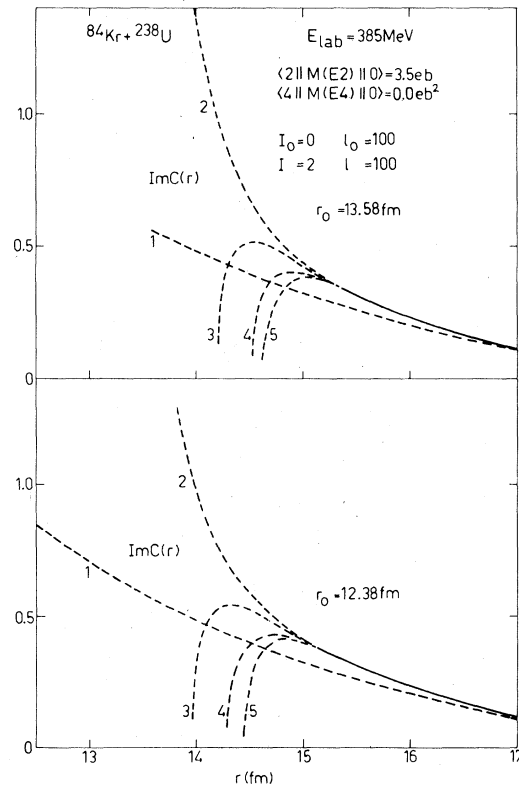 ⁸⁴Kr + ²³⁸U
E_lab = 385MeV
⟨2 || M(E2) || 0⟩ = 3.5eb
⟨4 || M(E4) || 0⟩ = 0.0eb²
I₀ = 0 l₀ = 100
I = 2 l = 100
r₀ = 13.58fm
ImC(r)
1.0
0.5
0
1
2
3
4
5
ImC(r)
r₀ = 12.38fm
1.0
0.5
0
1
2
3
4
5
13 14 15 16 17
r (fm)